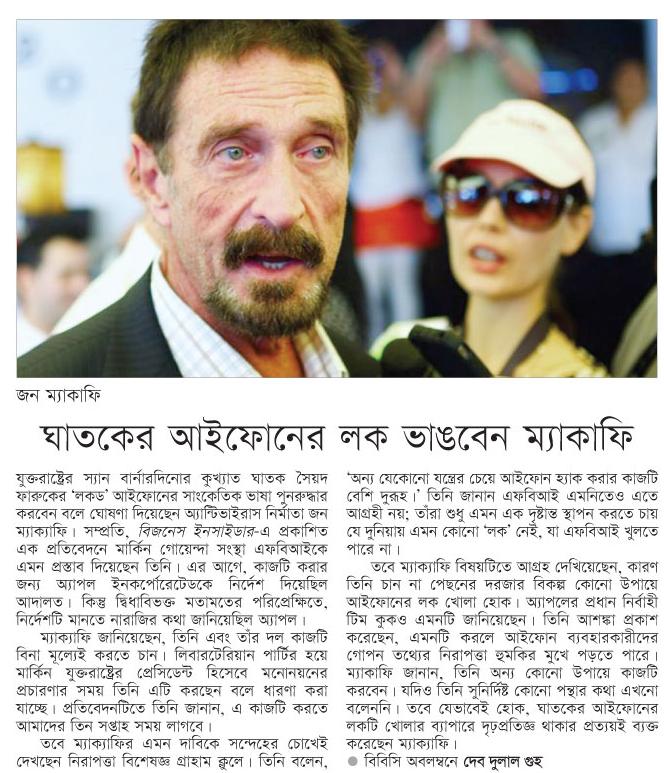 জন ম্যাকাফি
ঘাতকের আইফোনের লক ভাঙবেন ম্যাকাফি
যুক্তরাষ্ট্রের স্যান বার্নারদিনোর কুখ্যাত ঘাতক সৈয়দ
ফারুকের ‘লকড’ আইফোনের সাংকেতিক ভাষা পুনরুদ্ধার
করবেন বলে ঘোষণা দিয়েছেন অ্যান্টিভাইরাস নির্মাতা জন
ম্যাক্যাফি। সম্প্রতি, বিজনেস ইনসাইডার-এ প্রকাশিত
এক প্রতিবেদনে মার্কিন গোয়েন্দা সংস্থা এফবিআইকে
এমন প্রস্তাব দিয়েছেন তিনি। এর আগে, কাজটি করার
জন্য অ্যাপল ইনকর্পোরেটেডকে নির্দেশ দিয়েছিল
আদালত। কিন্তু দ্বিধাবিভক্ত মতামতের পরিপ্রেক্ষিতে,
নির্দেশটি মানতে নারাজির কথা জানিয়েছিল অ্যাপল।
ম্যাক্যাফি জানিয়েছেন, তিনি এবং তাঁর দল কাজটি
বিনা মূল্যেই করতে চান। লিবারটেরিয়ান পার্টির হয়ে
মার্কিন যুক্তরাষ্ট্রের প্রেসিডেন্ট হিসেবে মনোনয়নের
প্রচারণার সময় তিনি এটি করছেন বলে ধারণা করা
যাচ্ছে। প্রতিবেদনটিতে তিনি জানান, এ কাজটি করতে
আমাদের তিন সপ্তাহ সময় লাগবে।
তবে ম্যাক্যাফির এমন দাবিকে সন্দেহের চোখেই
দেখছেন নিরাপত্তা বিশেষজ্ঞ গ্রাহাম ক্লুলে। তিনি বলেন,
‘অন্য যেকোনো যন্ত্রের চেয়ে আইফোন হ্যাক করার কাজটি
বেশি দুরূহ।’ তিনি জানান এফবিআই এমনিতেও এতে
আগ্রহী নয়; তাঁরা শুধু এমন এক দৃষ্টান্ত স্থাপন করতে চায়
যে দুনিয়ায় এমন কোনো ‘লক’ নেই, যা এফবিআই খুলতে
পারে না।
তবে ম্যাক্যাফি বিষয়টিতে আগ্রহ দেখিয়েছেন, কারণ
তিনি চান না পেছনের দরজার বিকল্প কোনো উপায়ে
আইফোনের লক খোলা হোক। অ্যাপলের প্রধান নির্বাহী
টিম কুকও এমনটি জানিয়েছেন। তিনি আশঙ্কা প্রকাশ
করেছেন, এমনটি করলে আইফোন ব্যবহারকারীদের
গোপন তথ্যের নিরাপত্তা হুমকির মুখে পড়তে পারে।
ম্যাকাফি জানান, তিনি অন্য কোনো উপায়ে কাজটি
করবেন। যদিও তিনি সুনির্দিষ্ট কোনো পন্থার কথা এখনো
বলেননি। তবে যেভাবেই হোক, ঘাতকের আইফোনের
লকটি খোলার ব্যাপারে দৃঢ়প্রতিজ্ঞ থাকার প্রত্যয়ই ব্যক্ত
করেছেন ম্যাকাফি।
● বিবিসি অবলম্বনে দেব দুলাল গুহ